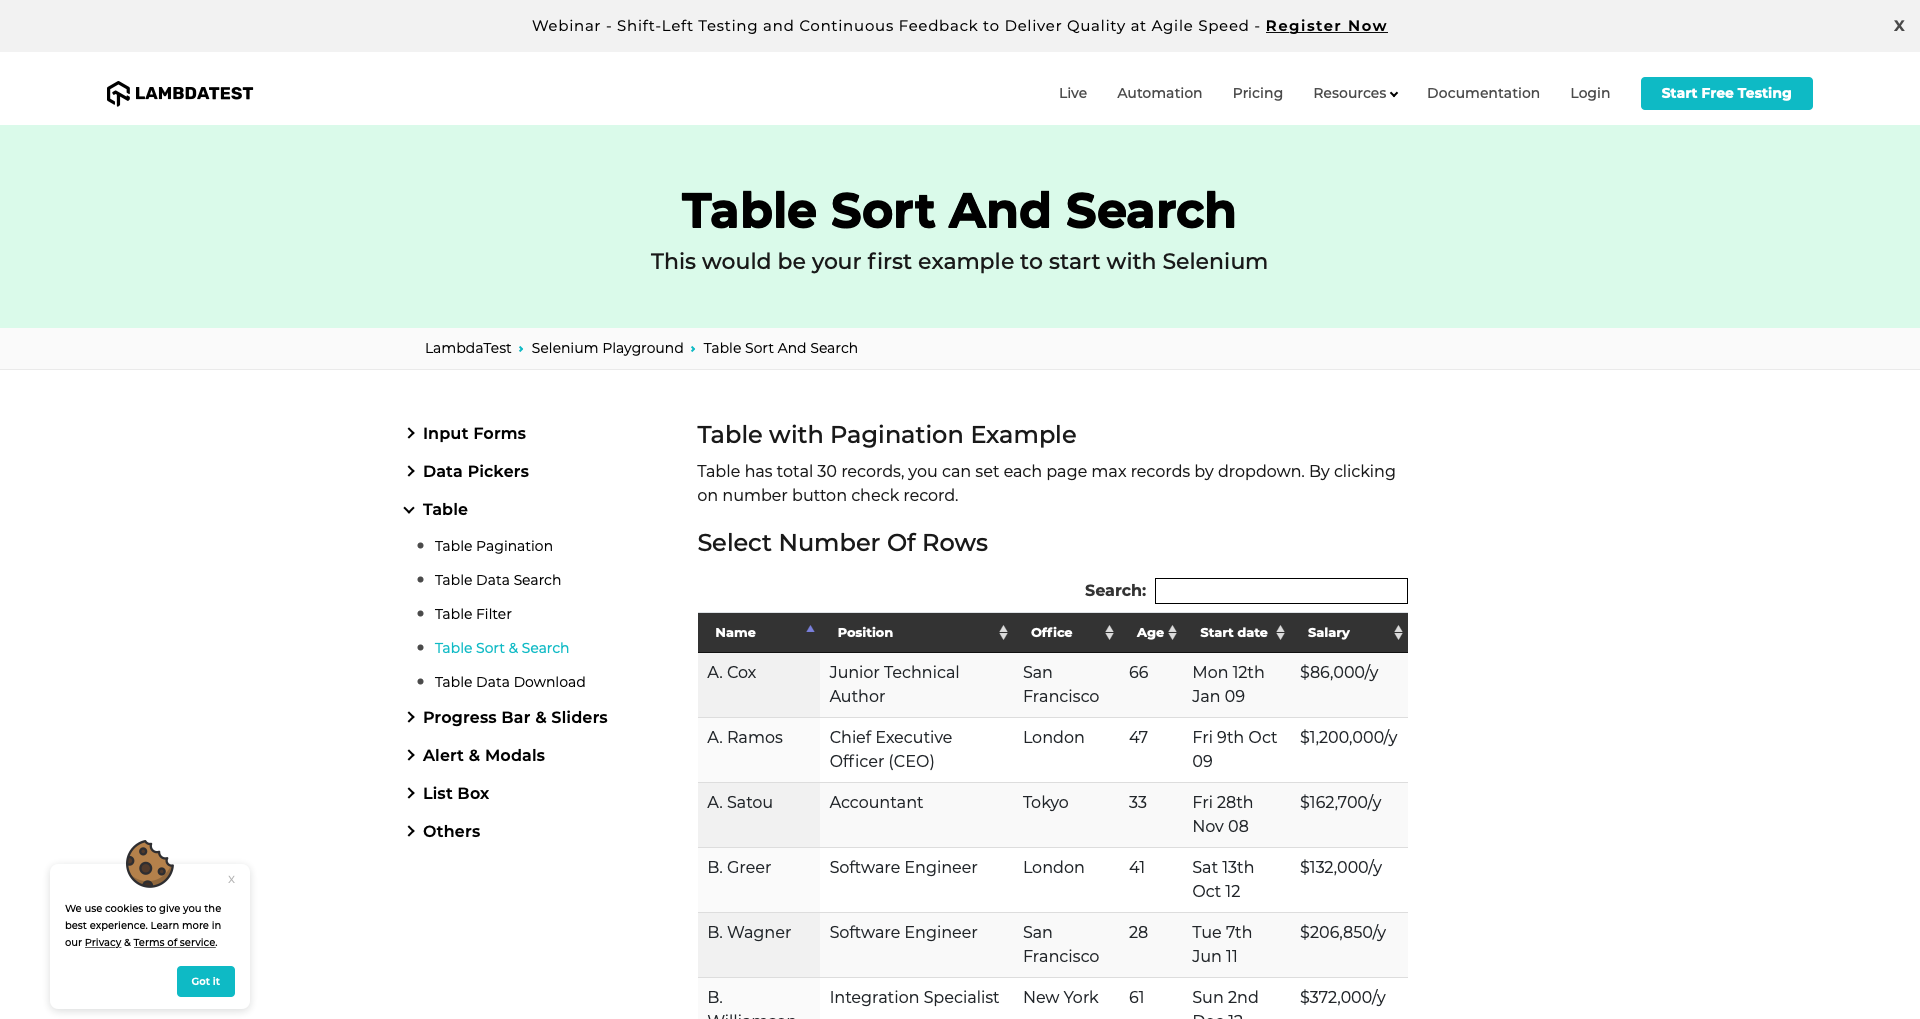 Webinar - Shift-Left Testing and Continuous Feedback to Deliver Quality at Agile Speed - Register Now
X
LAMBDATEST
Live Automation Pricing Resources Documentation Login Start Free Testing
Table Sort And Search
This would be your first example to start with Selenium
LambdaTest › Selenium Playground › Table Sort And Search
Input Forms
Data Pickers
Table
Table Pagination
Table Data Search
Table Filter
Table Sort & Search
Table Data Download
Progress Bar & Sliders
Alert & Modals
List Box
Others
Table with Pagination Example
Table has total 30 records, you can set each page max records by dropdown. By clicking
on number button check record.
Select Number Of Rows
Search:
Name Position Office Age Start date Salary
A. Cox Junior Technical San 66 Mon 12th $86,000/y
Author Francisco Jan 09
A. Ramos Chief Executive London 47 Fri 9th Oct $1,200,000/y
Officer (CEO) 09
A. Satou Accountant Tokyo 33 Fri 28th $162,700/y
Nov 08
B. Greer Software Engineer London 41 Sat 13th $132,000/y
Oct 12
B. Wagner Software Engineer San 28 Tue 7th $206,850/y
Francisco Jun 11
B. Integration Specialist New York 61 Sun 2nd $372,000/y
x
We use cookies to give you the
best experience. Learn more in
our Privacy & Terms of service.
Got it